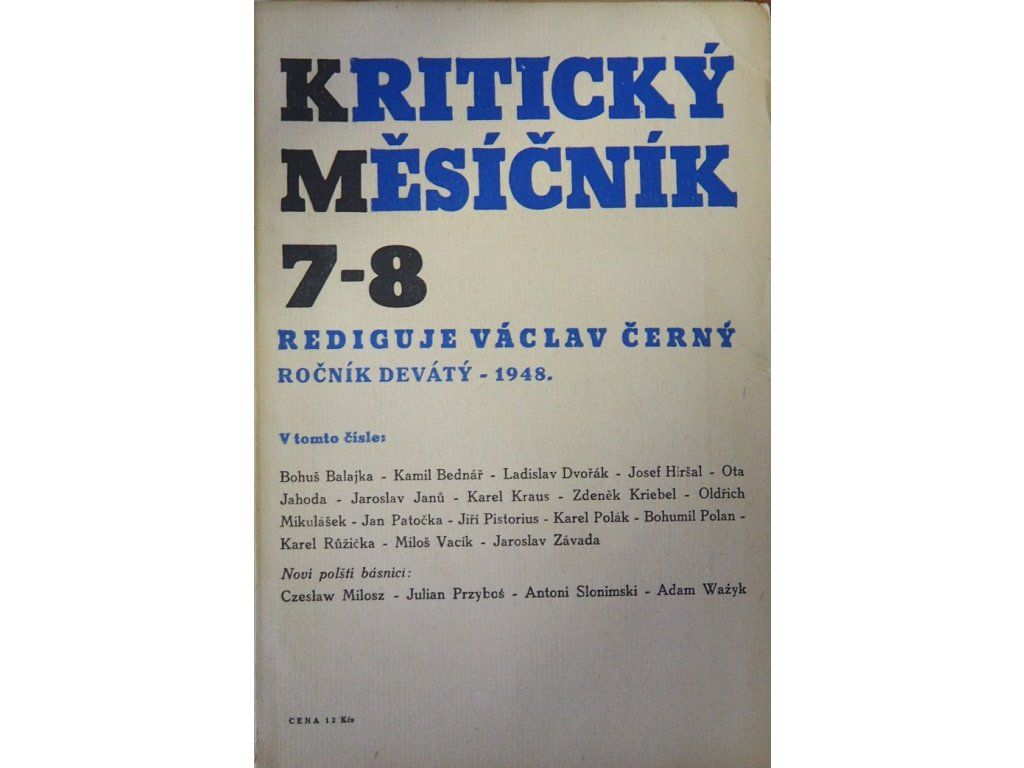 KRITICKÝ
MĚSÍČNÍK
7-8
REDIGUJE VÁCLAV ČERNÝ
ROČNÍK DEVÁTÝ - 1948.
V tomto čísle:
Bohuš Balajka - Kamil Bednář - Ladislav Dvořák - Josef Hiršal - Ota
Jahoda - Jaroslav Janů - Karel Kraus - Zdeněk Kriebel - Oldřich
Mikulášek - Jan Patočka - Jiří Pistorius - Karel Polák - Bohumil Polan -
Karel Růžička - Miloš Vacík - Jaroslav Závada
Noví polští básníci:
Czesław Milosz - Julian Przyboś - Antoni Slonimski - Adam Ważyk
CENA 12 Kčs